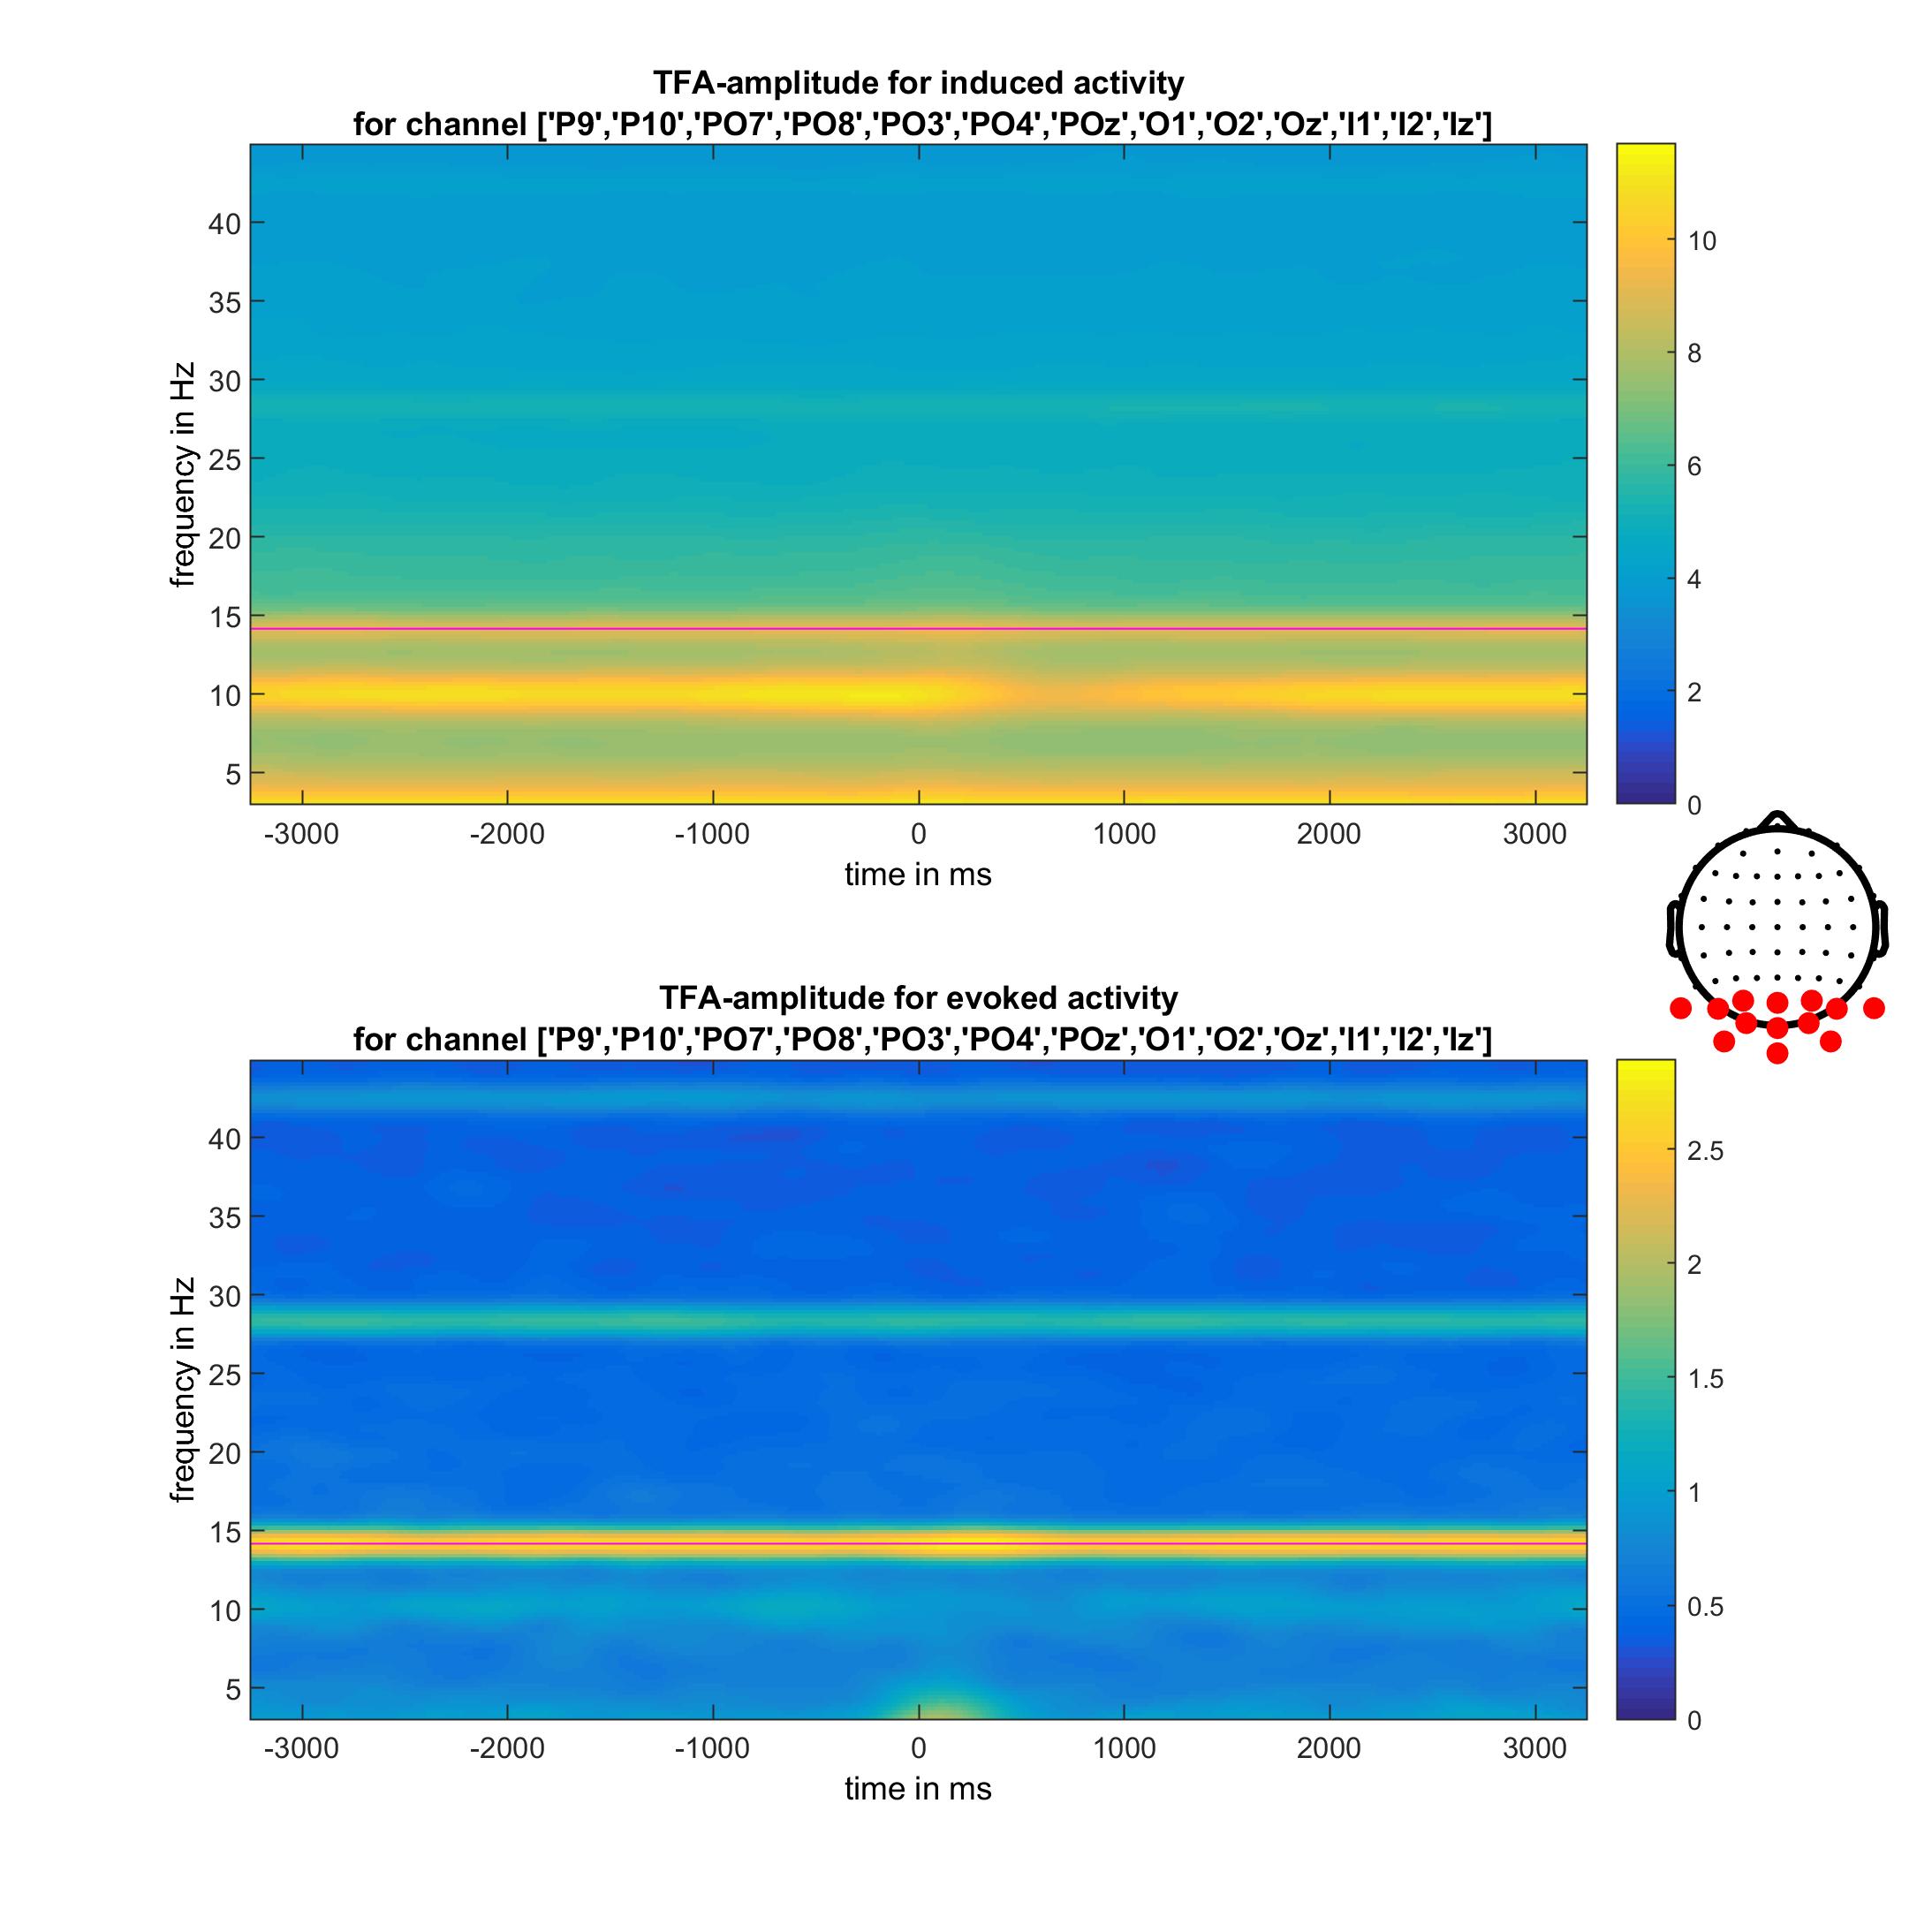 TFA-amplitude for induced activity
for channel ['P9','P10','PO7','PO8','PO3','PO4','POz','O1','O2','Oz','I1','I2','Iz']
frequency in Hz
40
35
30
25
20
15
10
5
-3000 -2000 -1000 0 1000 2000 3000
time in ms
10
8
6
4
2
0
TFA-amplitude for evoked activity
for channel ['P9','P10','PO7','PO8','PO3','PO4','POz','O1','O2','Oz','I1','I2','Iz']
frequency in Hz
40
35
30
25
20
15
10
5
-3000 -2000 -1000 0 1000 2000 3000
time in ms
2.5
2
1.5
1
0.5
0